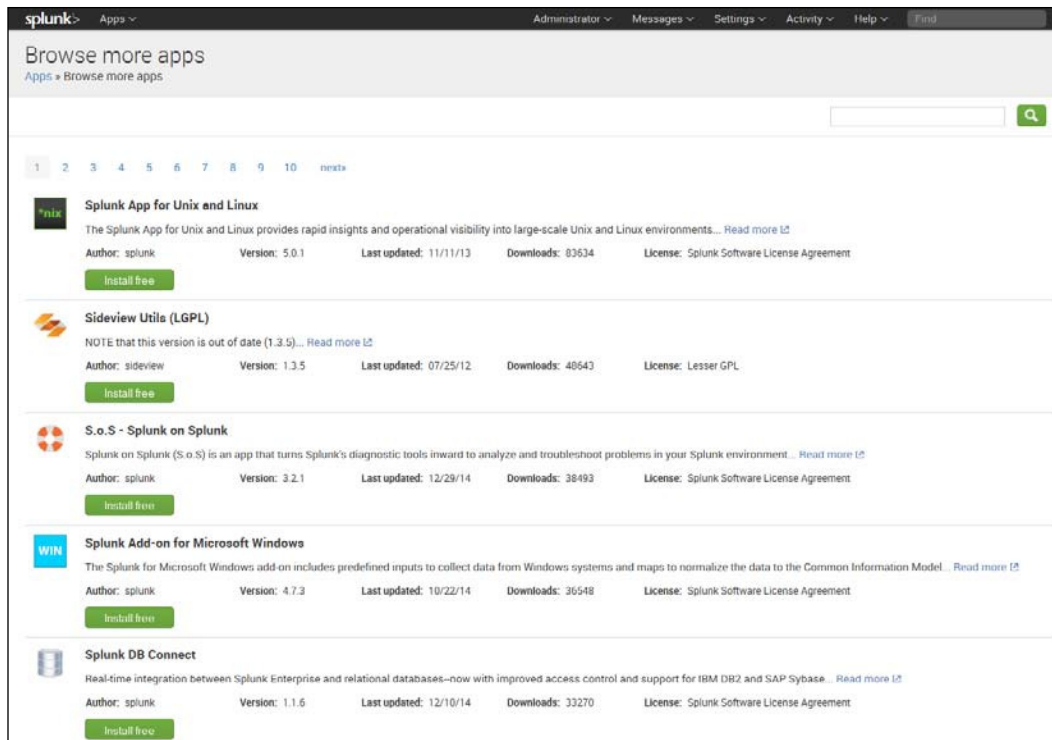 splunk> Apps Administrator Messages Settings Activity Help Find
Browse more apps
Apps » Browse more apps
1 2 3 4 5 6 7 8 9 10 next»
*nix
Splunk App for Unix and Linux
The Splunk App for Unix and Linux provides rapid insights and operational visibility into large-scale Unix and Linux environments... Read more
Author: splunk Version: 5.0.1 Last updated: 11/11/13 Downloads: 83634 License: Splunk Software License Agreement
Install free
Sideview Utils (LGPL)
NOTE that this version is out of date (1.3.5)... Read more
Author: sideview Version: 1.3.5 Last updated: 07/25/12 Downloads: 48643 License: Lesser GPL
Install free
S.o.S - Splunk on Splunk
Splunk on Splunk (S.o.S) is an app that turns Splunk's diagnostic tools inward to analyze and troubleshoot problems in your Splunk environment... Read more
Author: splunk Version: 3.2.1 Last updated: 12/29/14 Downloads: 38493 License: Splunk Software License Agreement
Install free
WIN
Splunk Add-on for Microsoft Windows
The Splunk for Microsoft Windows add-on includes predefined inputs to collect data from Windows systems and maps to normalize the data to the Common Information Model... Read more
Author: splunk Version: 4.7.3 Last updated: 10/22/14 Downloads: 36548 License: Splunk Software License Agreement
Install free
Splunk DB Connect
Real-time integration between Splunk Enterprise and relational databases--now with improved access control and support for IBM DB2 and SAP Sybase... Read more
Author: splunk Version: 1.1.6 Last updated: 12/10/14 Downloads: 33270 License: Splunk Software License Agreement
Install free